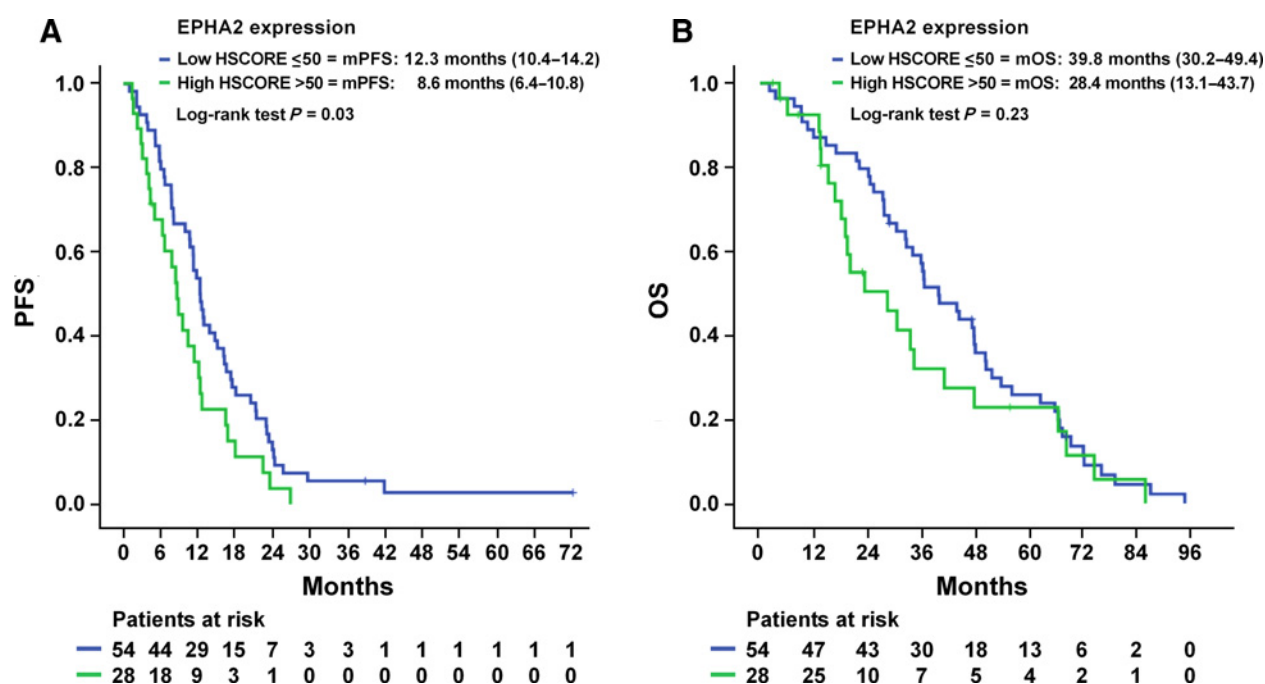 A
EPHA2 expression
Low HSCORE ≤50 = mPFS: 12.3 months (10.4–14.2)
High HSCORE >50 = mPFS: 8.6 months (6.4–10.8)
Log-rank test P = 0.03
1.0
0.8
0.6
0.4
0.2
0.0
PFS
0 6 12 18 24 30 36 42 48 54 60 66 72
Months
Patients at risk
54 44 29 15 7 3 3 1 1 1 1 1 1
28 18 9 3 1 0 0 0 0 0 0 0 0
B
EPHA2 expression
Low HSCORE ≤50 = mOS: 39.8 months (30.2–49.4)
High HSCORE >50 = mOS: 28.4 months (13.1–43.7)
Log-rank test P = 0.23
1.0
0.8
0.6
0.4
0.2
0.0
OS
0 12 24 36 48 60 72 84 96
Months
Patients at risk
54 47 43 30 18 13 6 2 0
28 25 10 7 5 4 2 1 0